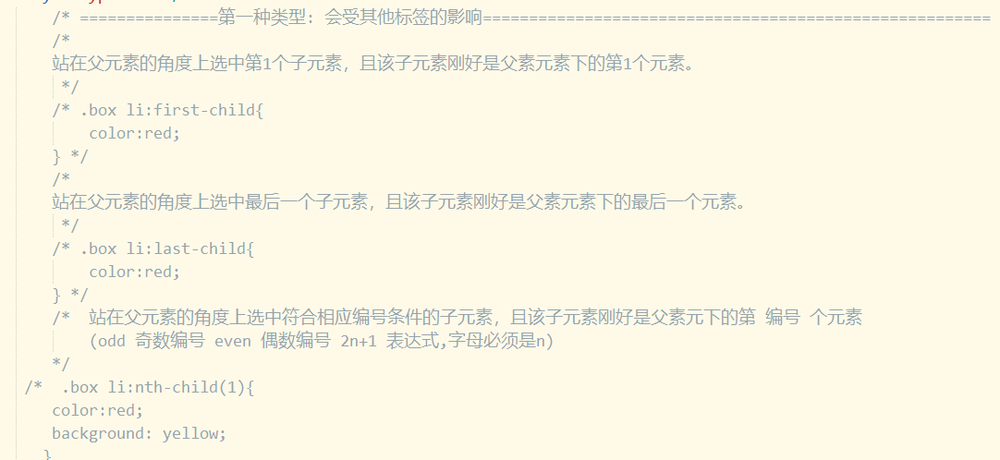 /* ===============第一种类型: 会受其他标签的影响=======================================================
/*
站在父元素的角度上选中第1个子元素，且该子元素刚好是父素元素下的第1个元素。
*/
/* .box li:first-child{
color:red;
} */
/*
站在父元素的角度上选中最后一个子元素，且该子元素刚好是父素元素下的最后一个元素。
*/
/* .box li:last-child{
color:red;
} */
/*  站在父元素的角度上选中符合相应编号条件的子元素，且该子元素刚好是父素元下的第 编号 个元素
(odd 奇数编号 even 偶数编号 2n+1 表达式,字母必须是n)
*/
/*  .box li:nth-child(1){
color:red;
background: yellow;
}